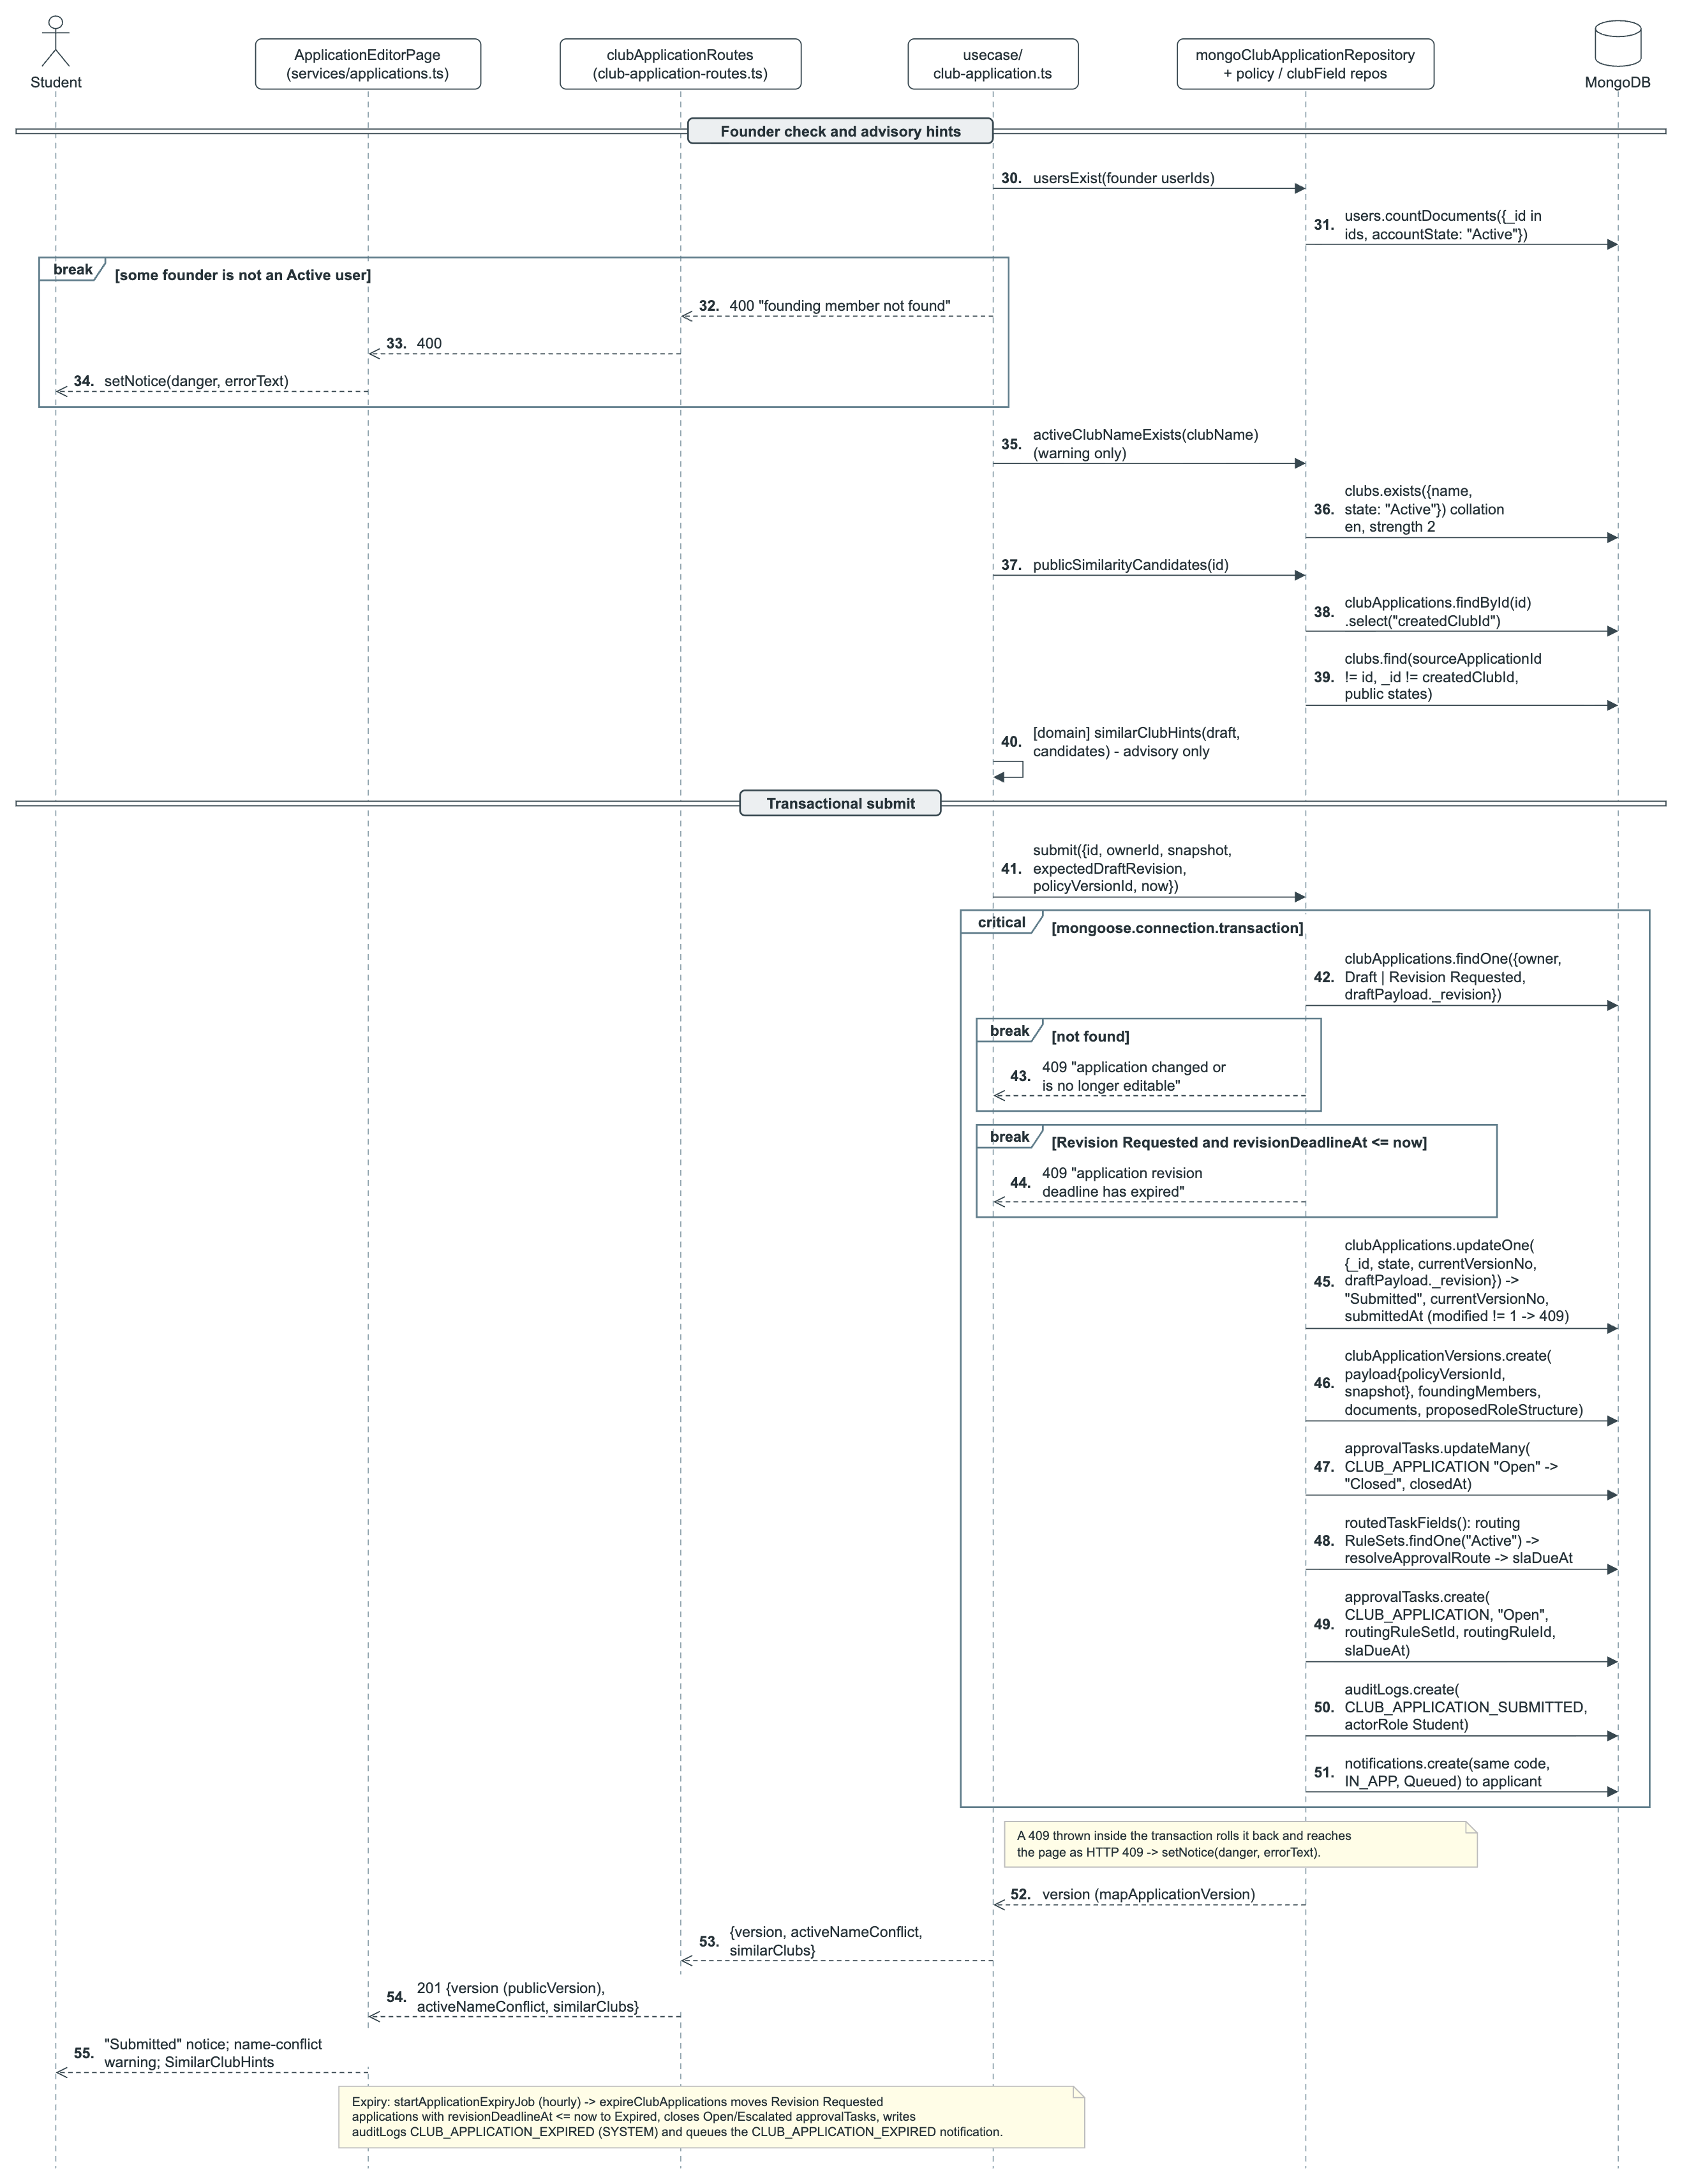 Student
ApplicationEditorPage
(services/applications.ts)
clubApplicationRoutes
(club-application-routes.ts)
usecase/
club-application.ts
mongoClubApplicationRepository
+ policy / clubField repos
MongoDB
Founder check and advisory hints
30. usersExist(founder userIds)
31. users.countDocuments({_id in
ids, accountState: "Active"})
break [some founder is not an Active user]
32. 400 "founding member not found"
33. 400
34. setNotice(danger, errorText)
35. activeClubNameExists(clubName)
(warning only)
36. clubs.exists({name,
state: "Active"}) collation
en, strength 2
37. publicSimilarityCandidates(id)
38. clubApplications.findById(id)
.select("createdClubId")
39. clubs.find(sourceApplicationId
!= id, _id != createdClubId,
public states)
40. [domain] similarClubHints(draft,
candidates) - advisory only
Transactional submit
41. submit({id, ownerId, snapshot,
expectedDraftRevision,
policyVersionId, now})
critical [mongoose.connection.transaction]
42. clubApplications.findOne({owner,
Draft | Revision Requested,
draftPayload._revision})
break [not found]
43. 409 "application changed or
is no longer editable"
break [Revision Requested and revisionDeadlineAt <= now]
44. 409 "application revision
deadline has expired"
45. clubApplications.updateOne(
{_id, state, currentVersionNo,
draftPayload._revision}) ->
"Submitted", currentVersionNo,
submittedAt (modified != 1 -> 409)
46. clubApplicationVersions.create(
payload{policyVersionId,
snapshot}, foundingMembers,
documents, proposedRoleStructure)
47. approvalTasks.updateMany(
CLUB_APPLICATION "Open" ->
"Closed", closedAt)
48. routedTaskFields(): routing
RuleSets.findOne("Active") ->
resolveApprovalRoute -> slaDueAt
49. approvalTasks.create(
CLUB_APPLICATION, "Open",
routingRuleSetId, routingRuleId,
slaDueAt)
50. auditLogs.create(
CLUB_APPLICATION_SUBMITTED,
actorRole Student)
51. notifications.create(same code,
IN_APP, Queued) to applicant
A 409 thrown inside the transaction rolls it back and reaches
the page as HTTP 409 -> setNotice(danger, errorText).
52. version (mapApplicationVersion)
53. {version, activeNameConflict,
similarClubs}
54. 201 {version (publicVersion),
activeNameConflict, similarClubs}
55. "Submitted" notice; name-conflict
warning; SimilarClubHints
Expiry: startApplicationExpiryJob (hourly) -> expireClubApplications moves Revision Requested
applications with revisionDeadlineAt <= now to Expired, closes Open/Escalated approvalTasks, writes
auditLogs CLUB_APPLICATION_EXPIRED (SYSTEM) and queues the CLUB_APPLICATION_EXPIRED notification.